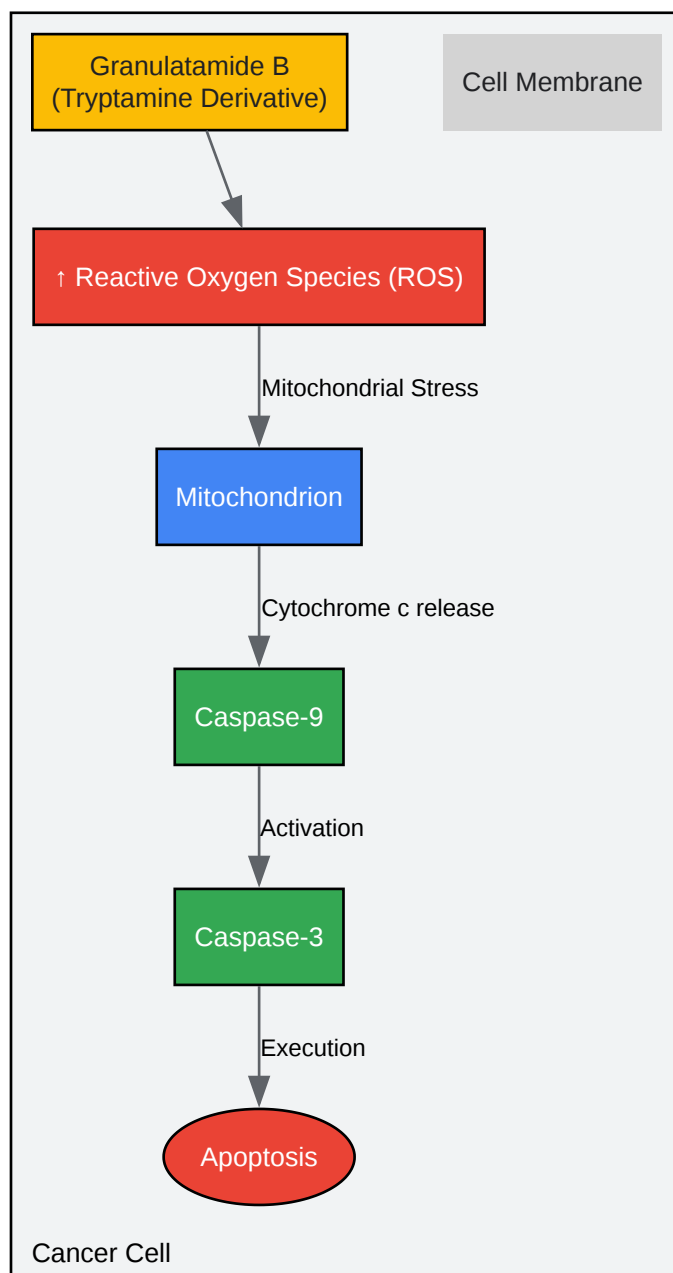 Granulatamide B
(Tryptamine Derivative)
Cell Membrane
↑ Reactive Oxygen Species (ROS)
Mitochondrial Stress
Mitochondrion
Cytochrome c release
Caspase-9
Activation
Caspase-3
Execution
Apoptosis
Cancer Cell